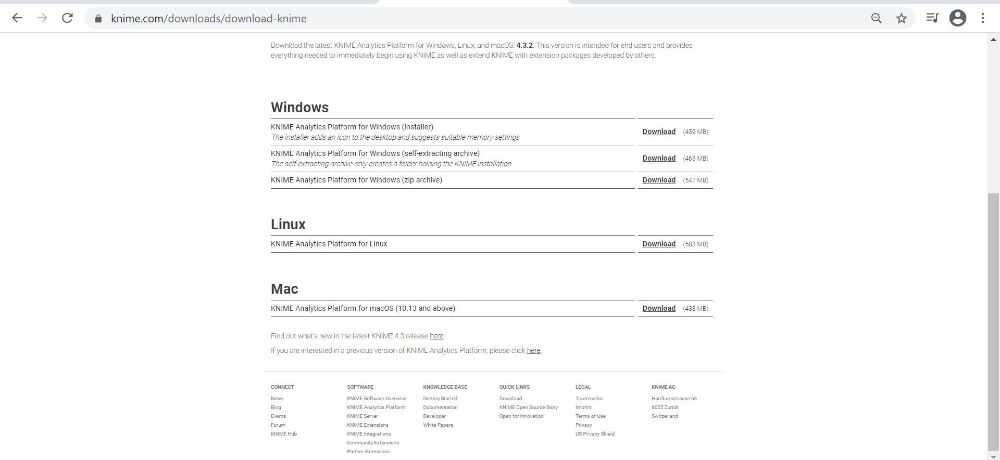 knime.com/downloads/download-knime
Download the latest KNIME Analytics Platform for Windows, Linux, and macOS: 4.3.2. This version is intended for end users and provides
everything needed to immediately begin using KNIME as well as extend KNIME with extension packages developed by others.
Windows
KNIME Analytics Platform for Windows (installer)
The installer adds an icon to the desktop and suggests suitable memory settings
Download (459 MB)
KNIME Analytics Platform for Windows (self-extracting archive)
The self-extracting archive only creates a folder holding the KNIME installation
Download (463 MB)
KNIME Analytics Platform for Windows (zip archive)
Download (547 MB)
Linux
KNIME Analytics Platform for Linux
Download (583 MB)
Mac
KNIME Analytics Platform for macOS (10.13 and above)
Download (438 MB)
Find out what's new in the latest KNIME 4.3 release here.
If you are interested in a previous version of KNIME Analytics Platform, please click here.
CONNECT
News
Blog
Events
Forum
KNIME Hub
SOFTWARE
KNIME Software Overview
KNIME Analytics Platform
KNIME Server
KNIME Extensions
KNIME Integrations
Community Extensions
Partner Extensions
KNOWLEDGE BASE
Getting Started
Documentation
Developer
White Papers
QUICK LINKS
Download
KNIME Open Source Story
Open for Innovation
LEGAL
Trademarks
Imprint
Terms of Use
Privacy
US Privacy Shield
KNIME AG
Hardturmstrasse 66
8005 Zurich
Switzerland